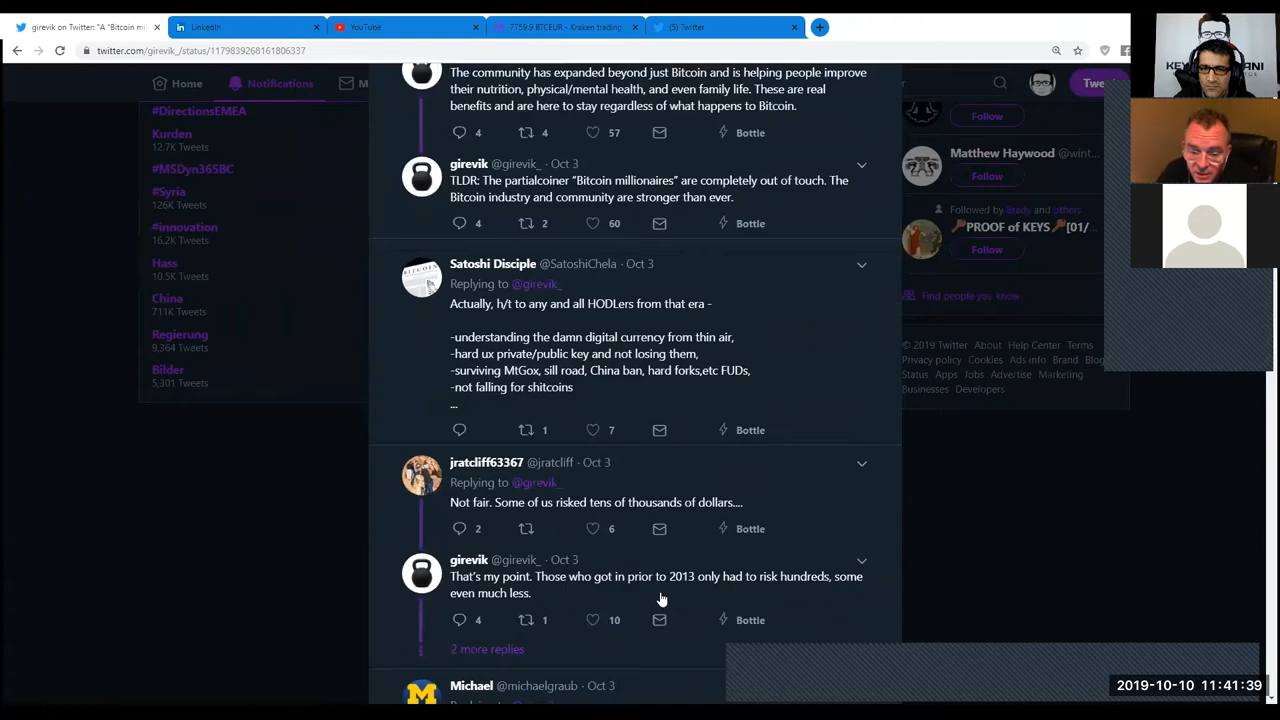 girevik on Twitter: "A "Bitcoin mi
LinkedIn
YouTube
7759.9 BTCEUR - Kraken trading
(5) Twitter
twitter.com/girevik_/status/1179839268161806337
Home
Notifications
M
Twe
KEY
ANI
#DirectionsEMEA
Kurden
12.7K Tweets
#MSDyn365BC
#Syria
126K Tweets
#innovation
16.2K Tweets
Hass
10.5K Tweets
China
711K Tweets
Regierung
9,364 Tweets
Bilder
5,301 Tweets
The community has expanded beyond just Bitcoin and is helping people improve
their nutrition, physical/mental health, and even family life. These are real
benefits and are here to stay regardless of what happens to Bitcoin.
4 4 57 Bottle
girevik @girevik_ · Oct 3
TLDR: The partialcoiner "Bitcoin millionaires" are completely out of touch. The
Bitcoin industry and community are stronger than ever.
4 2 60 Bottle
Satoshi Disciple @SatoshiChela · Oct 3
Replying to @girevik_
Actually, h/t to any and all HODLers from that era -
-understanding the damn digital currency from thin air,
-hard ux private/public key and not losing them,
-surviving MtGox, sill road, China ban, hard forks,etc FUDs,
-not falling for shitcoins
...
1 7 Bottle
jratcliff63367 @jratcliff · Oct 3
Replying to @girevik_
Not fair. Some of us risked tens of thousands of dollars....
2 6 Bottle
girevik @girevik_ · Oct 3
That's my point. Those who got in prior to 2013 only had to risk hundreds, some
even much less.
4 1 10 Bottle
2 more replies
Michael @michaelgraub · Oct 3
Follow
Matthew Haywood @wint...
Follow
Followed by and others
PROOF of KEYS [01/...
Follow
Find people you know
© 2019 Twitter About Help Center Terms
Privacy policy Cookies Ads info Brand Blog
Status Apps Jobs Advertise Marketing
Businesses Developers
2019-10-10 11:41:39